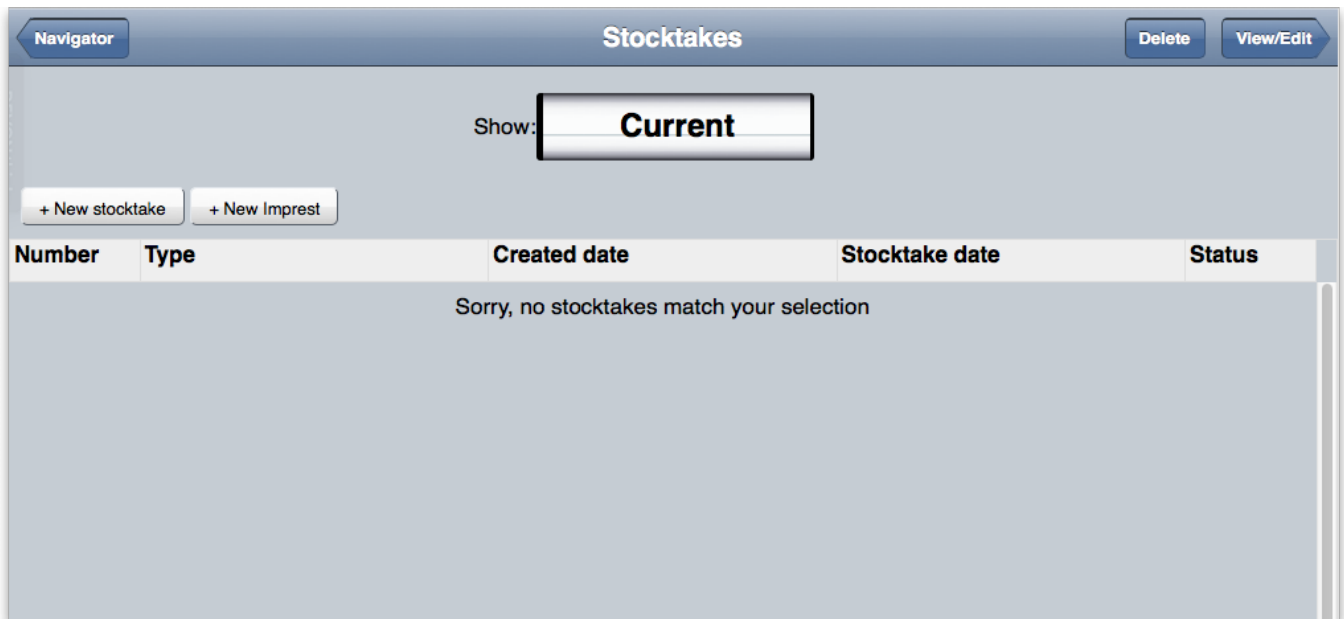 Navigator
Stocktakes
Delete
View/Edit
Show:
Current
+ New stocktake
+ New Imprest
Number Type Created date Stocktake date Status
Sorry, no stocktakes match your selection